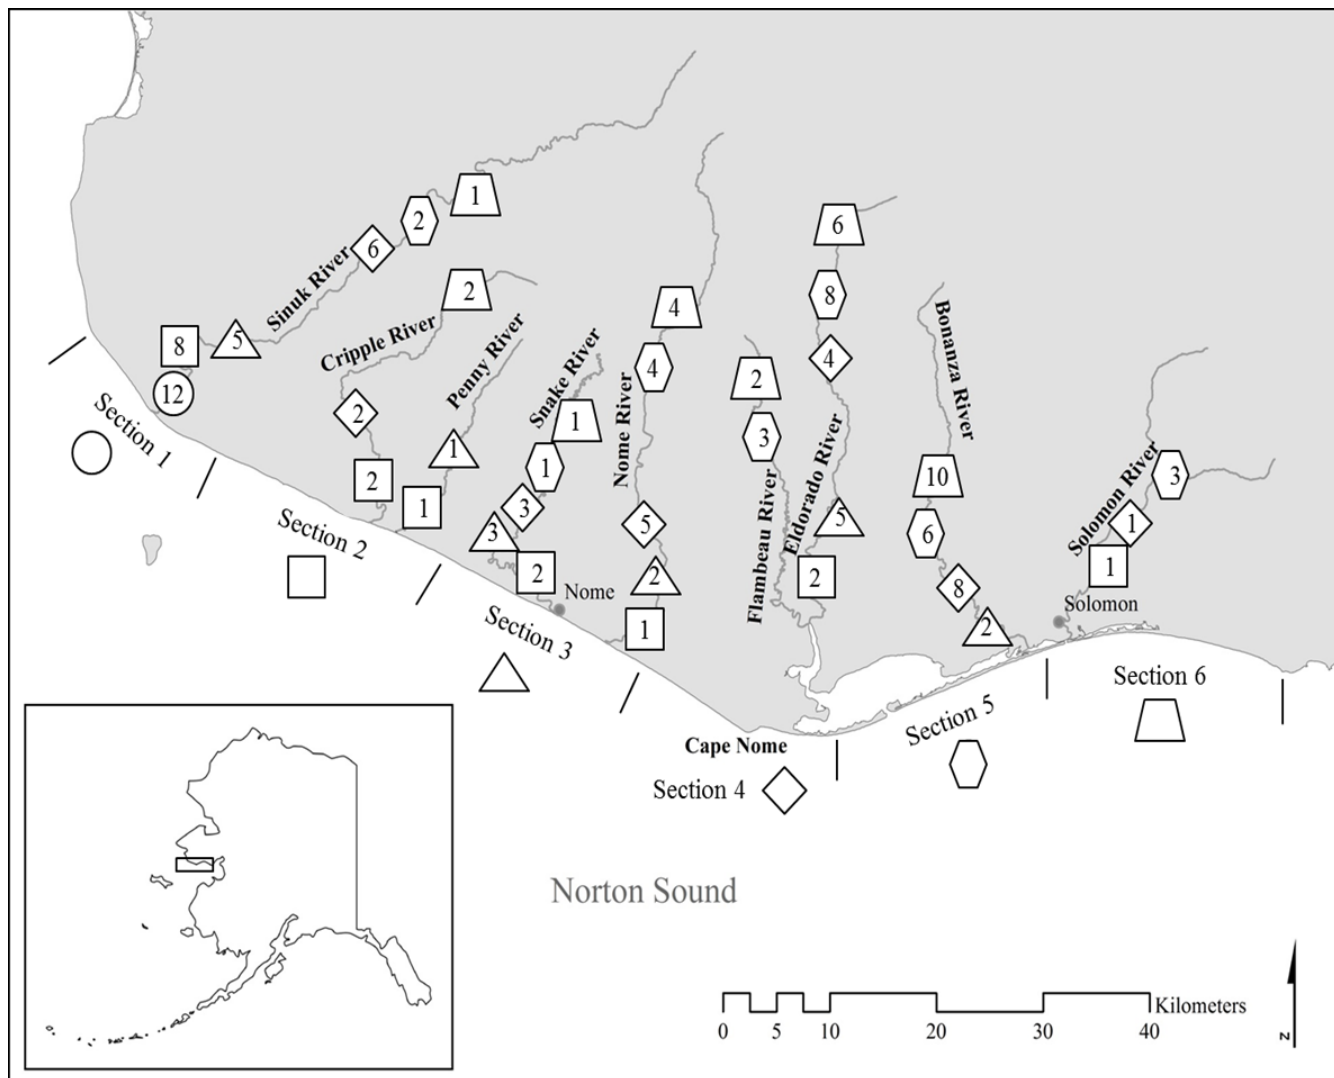 1
6
2
6
Sinuk River
2
8
4
Cripple River
8
5
Penny River
Snake River
4
4
2
Bonanza River
12
2
Nome River
1
3
Section 1
1
1
Eldorado River
10
3
2
1
3
Flambeau River
5
Solomon River
1
3
5
6
Section 2
2
Nome
2
2
8
1
Section 3
1
2
Solomon
Section 6
Section 5
Cape Nome
Section 4
Norton Sound
Kilometers
0 5 10 20 30 40
N